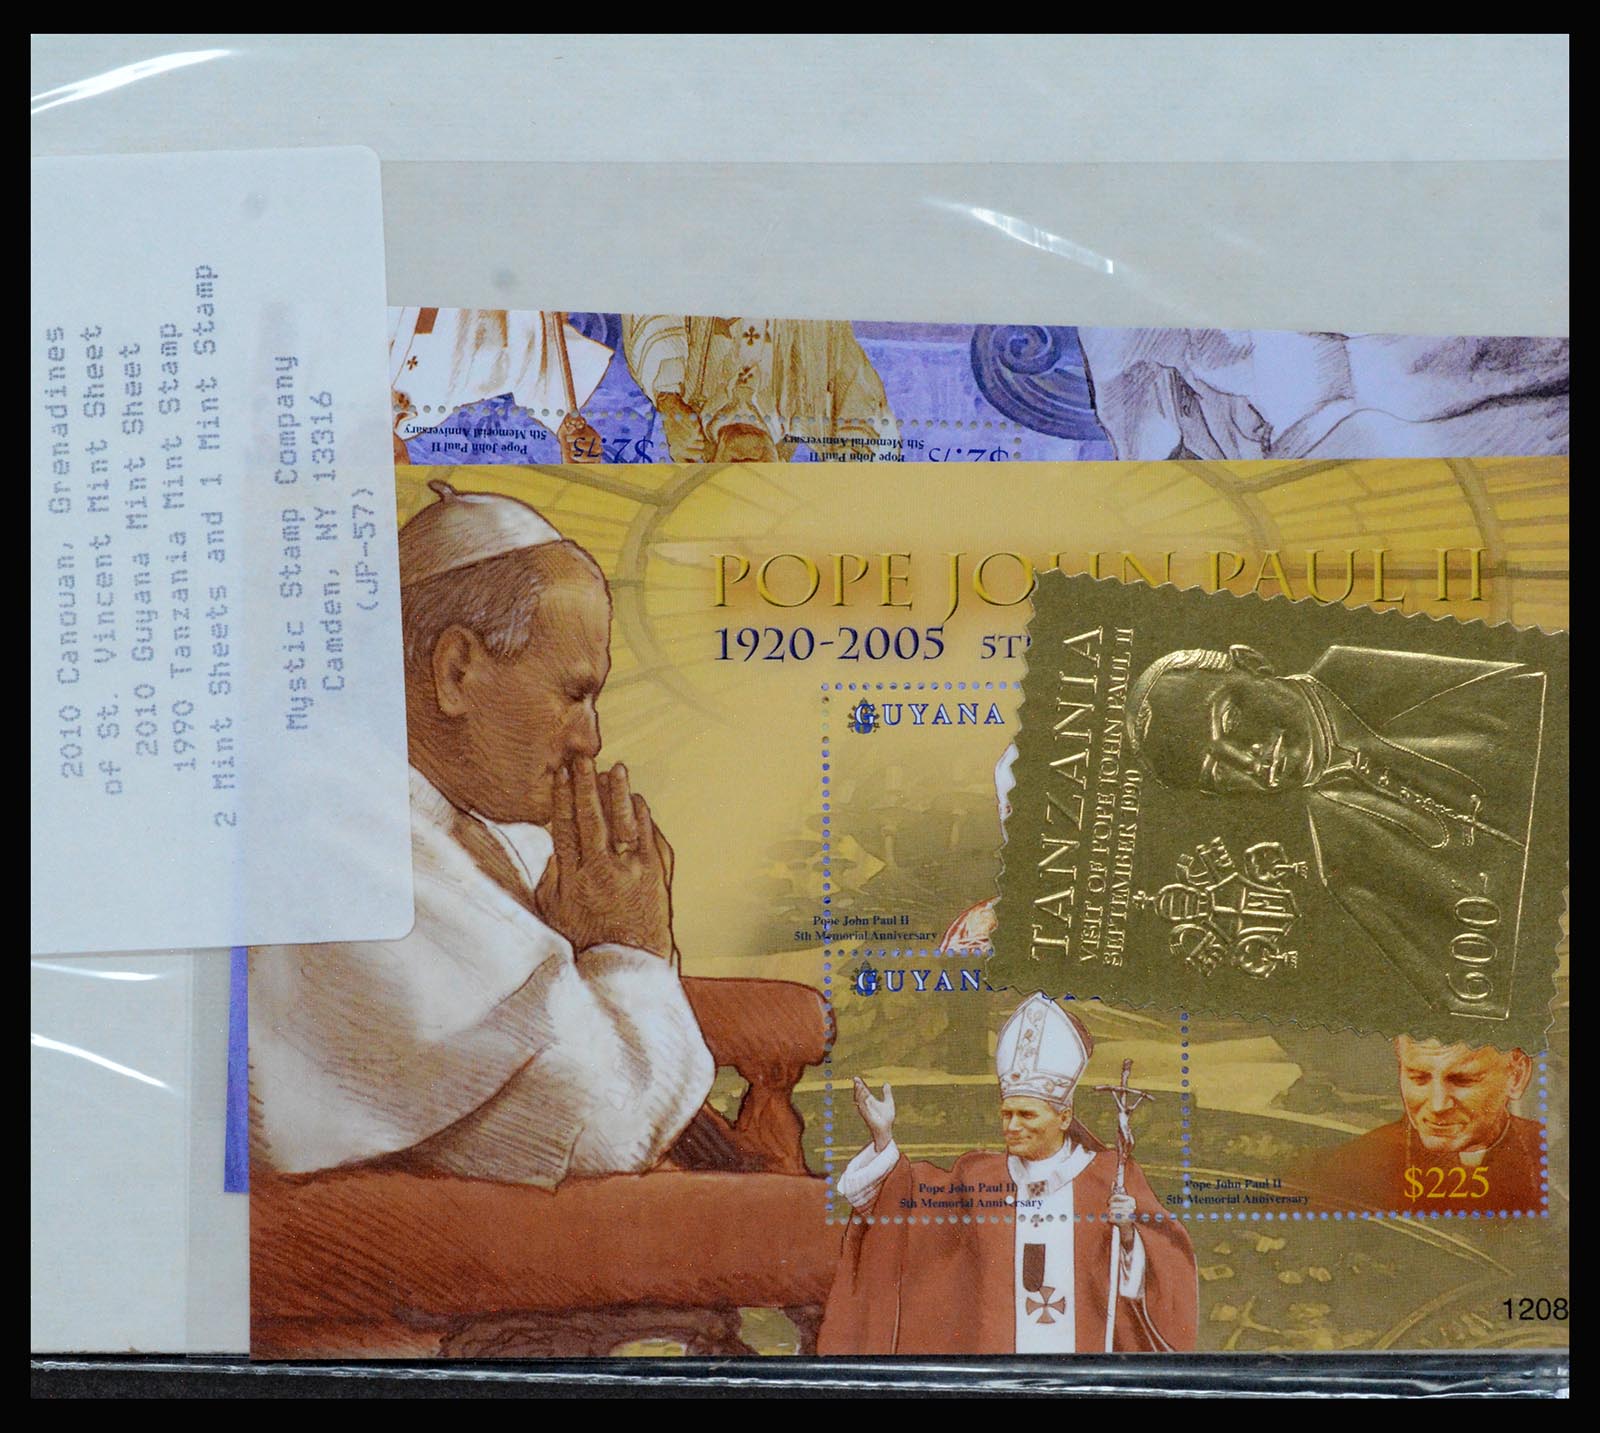 2010 Canouan, Grenadines
of St. Vincent Mint Sheet
2010 Guyana Mint Sheet
1990 Tanzania Mint Stamp
2 Mint Sheets and 1 Mint Stamp
Mystic Stamp Company
Camden, NY 13316
(JP-57)
Pope John Paul II
5th Memorial Anniversary
$2.75
Pope John Paul II
5th Memorial Anniversary
$2.75
POPE JOHN PAUL II
1920-2005
GUYANA
Pope John Paul II
5th Memorial Anniversary
TANZANIA
VISIT OF POPE JOHN PAUL II
SEPTEMBER 1990
600/-
GUYANA
Pope John Paul II
5th Memorial Anniversary
Pope John Paul II
5th Memorial Anniversary
$225
1208